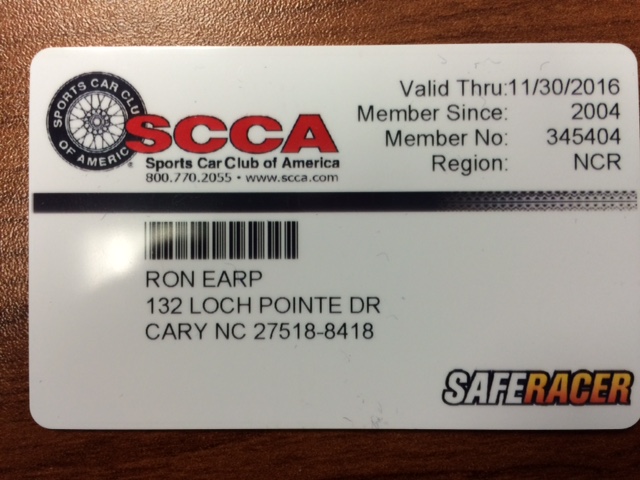 SPORTS CAR CLUB
OF AMERICA
SCCA
Sports Car Club of America
800.770.2055 • www.scca.com
Valid Thru:11/30/2016
Member Since: 2004
Member No: 345404
Region: NCR
RON EARP
132 LOCH POINTE DR
CARY NC 27518-8418
SAFERACER